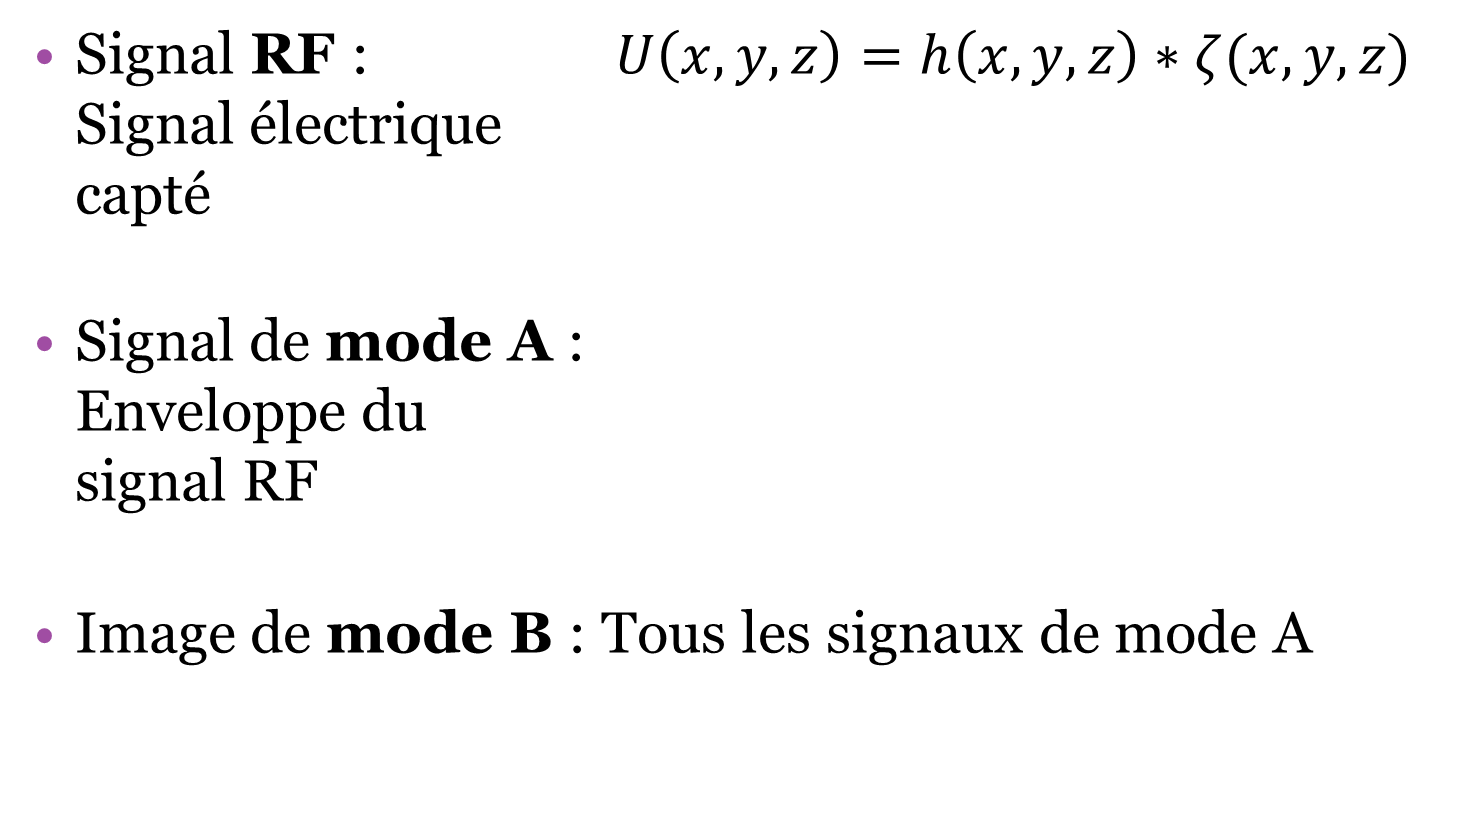 • Signal RF : U(x, y, z) = h(x, y, z) ∗ ζ(x, y, z)
Signal électrique
capté
• Signal de mode A :
Enveloppe du
signal RF
• Image de mode B : Tous les signaux de mode A